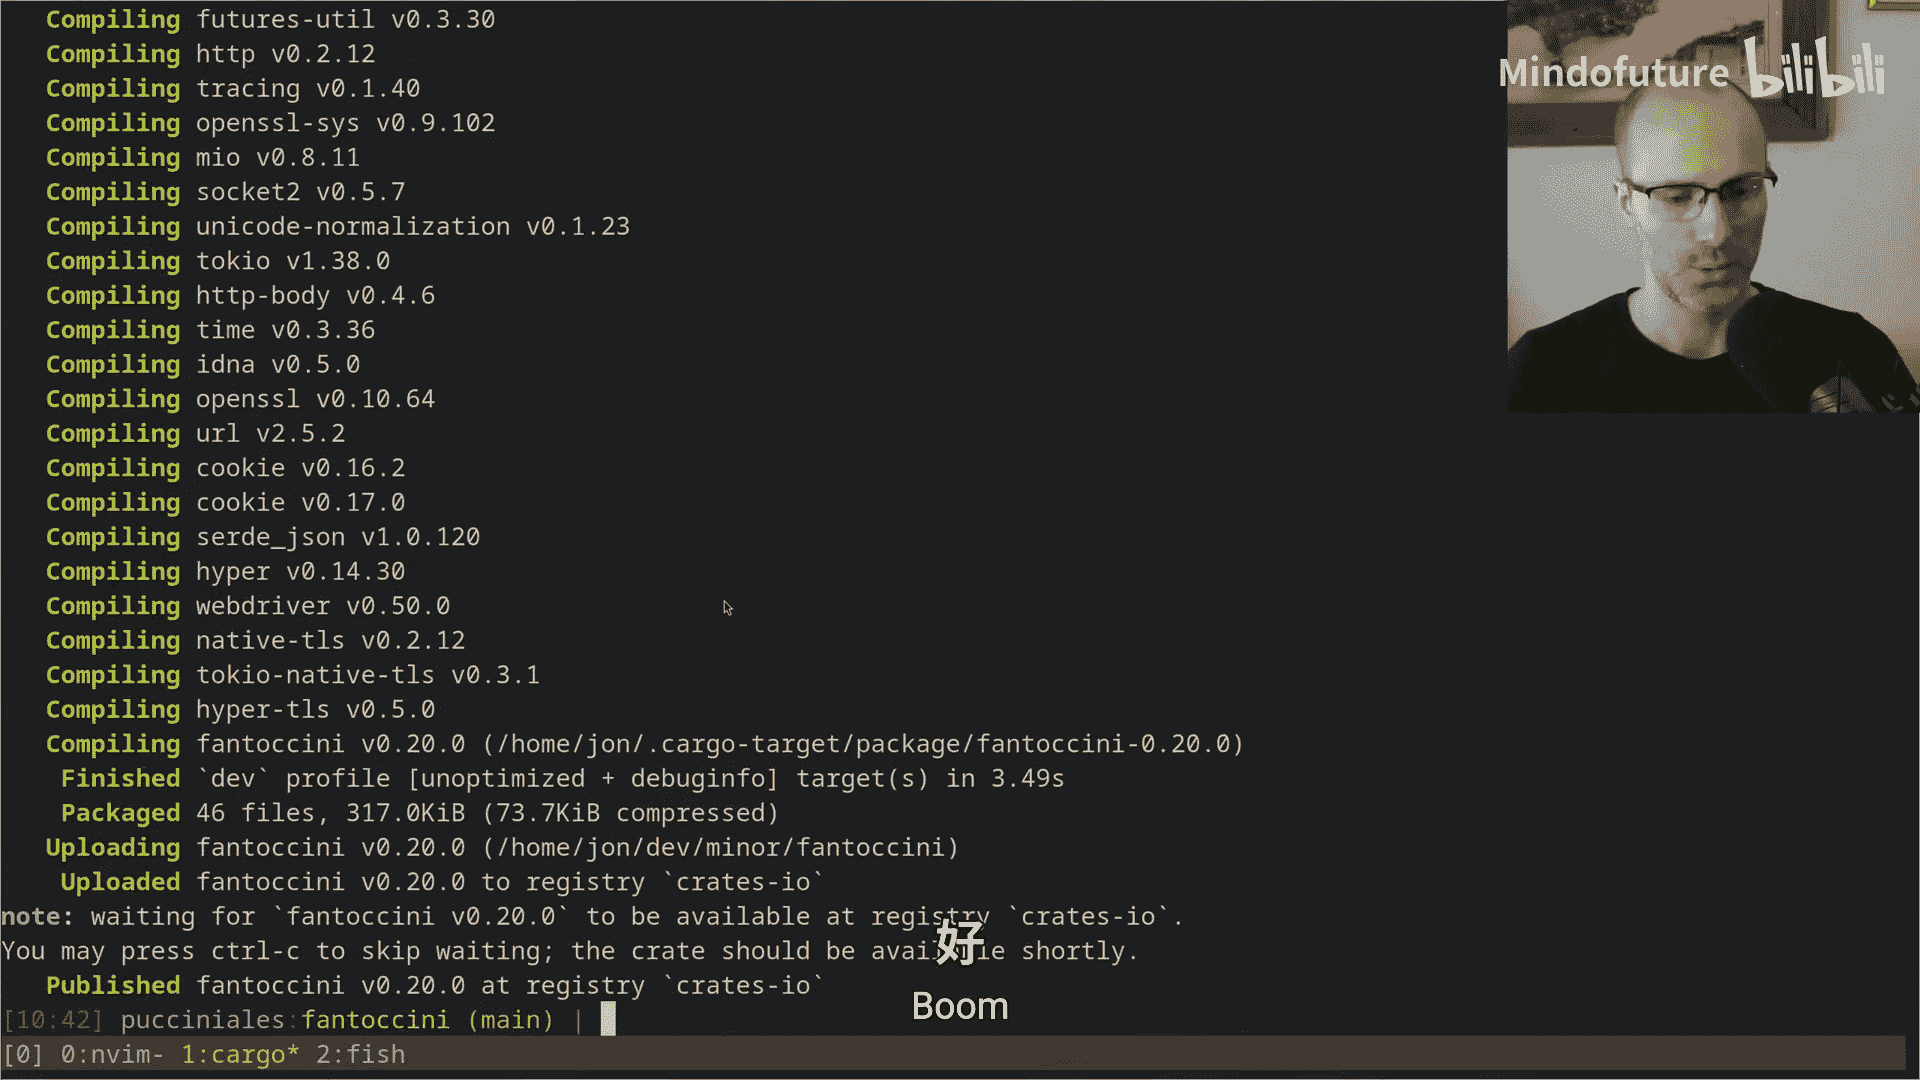 Compiling futures-util v0.3.30
Compiling http v0.2.12
Compiling tracing v0.1.40
Compiling openssl-sys v0.9.102
Compiling mio v0.8.11
Compiling socket2 v0.5.7
Compiling unicode-normalization v0.1.23
Compiling tokio v1.38.0
Compiling http-body v0.4.6
Compiling time v0.3.36
Compiling idna v0.5.0
Compiling openssl v0.10.64
Compiling url v2.5.2
Compiling cookie v0.16.2
Compiling cookie v0.17.0
Compiling serde_json v1.0.120
Compiling hyper v0.14.30
Compiling webdriver v0.50.0
Compiling native-tls v0.2.12
Compiling tokio-native-tls v0.3.1
Compiling hyper-tls v0.5.0
Compiling fantoccini v0.20.0 (/home/jon/.cargo-target/package/fantoccini-0.20.0)
Finished `dev` profile [unoptimized + debuginfo] target(s) in 3.49s
Packaged 46 files, 317.0KiB (73.7KiB compressed)
Uploading fantoccini v0.20.0 (/home/jon/dev/minor/fantoccini)
Uploaded fantoccini v0.20.0 to registry `crates-io`
note: waiting for `fantoccini v0.20.0` to be available at registry `crates-io`.
You may press ctrl-c to skip waiting; the crate should be available shortly.
Published fantoccini v0.20.0 at registry `crates-io`
[10:42] pucciniales:fantoccini (main) |
[0] 0:nvim- 1:cargo* 2:fish
Mindofuture bilibili
好
Boom